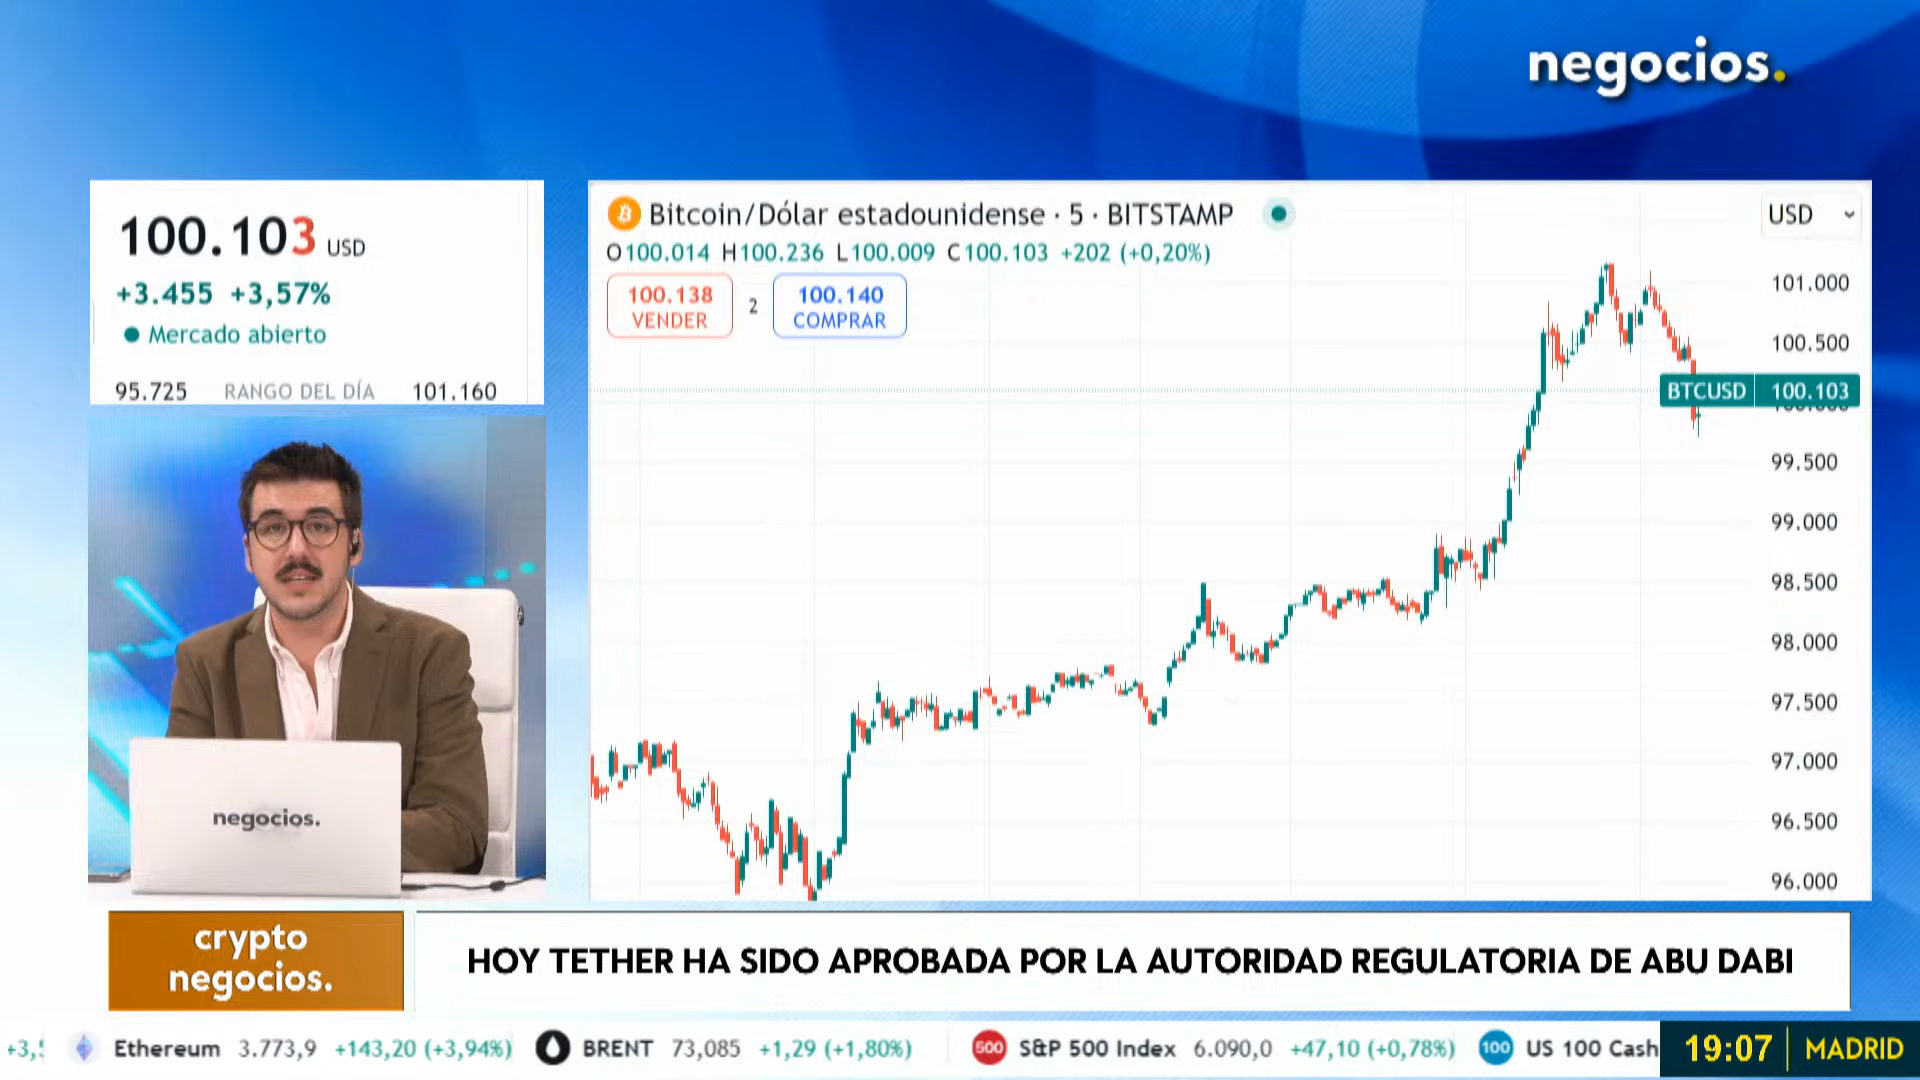 negocios.
100.103 USD
+3.455 +3,57%
Mercado abierto
95.725 RANGO DEL DÍA 101.160
Bitcoin/Dólar estadounidense · 5 · BITSTAMP
USD
O100.014 H100.236 L100.009 C100.103 +202 (+0,20%)
100.138
VENDER
2
100.140
COMPRAR
101.000
100.500
BTCUSD 100.103
99.500
99.000
98.500
98.000
97.500
97.000
96.500
96.000
negocios.
crypto
negocios.
HOY TETHER HA SIDO APROBADA POR LA AUTORIDAD REGULATORIA DE ABU DABI
Ethereum 3.773,9 +143,20 (+3,94%) BRENT 73,085 +1,29 (+1,80%) 500 S&P 500 Index 6.090,0 +47,10 (+0,78%) 100 US 100 Cash
19:07 MADRID